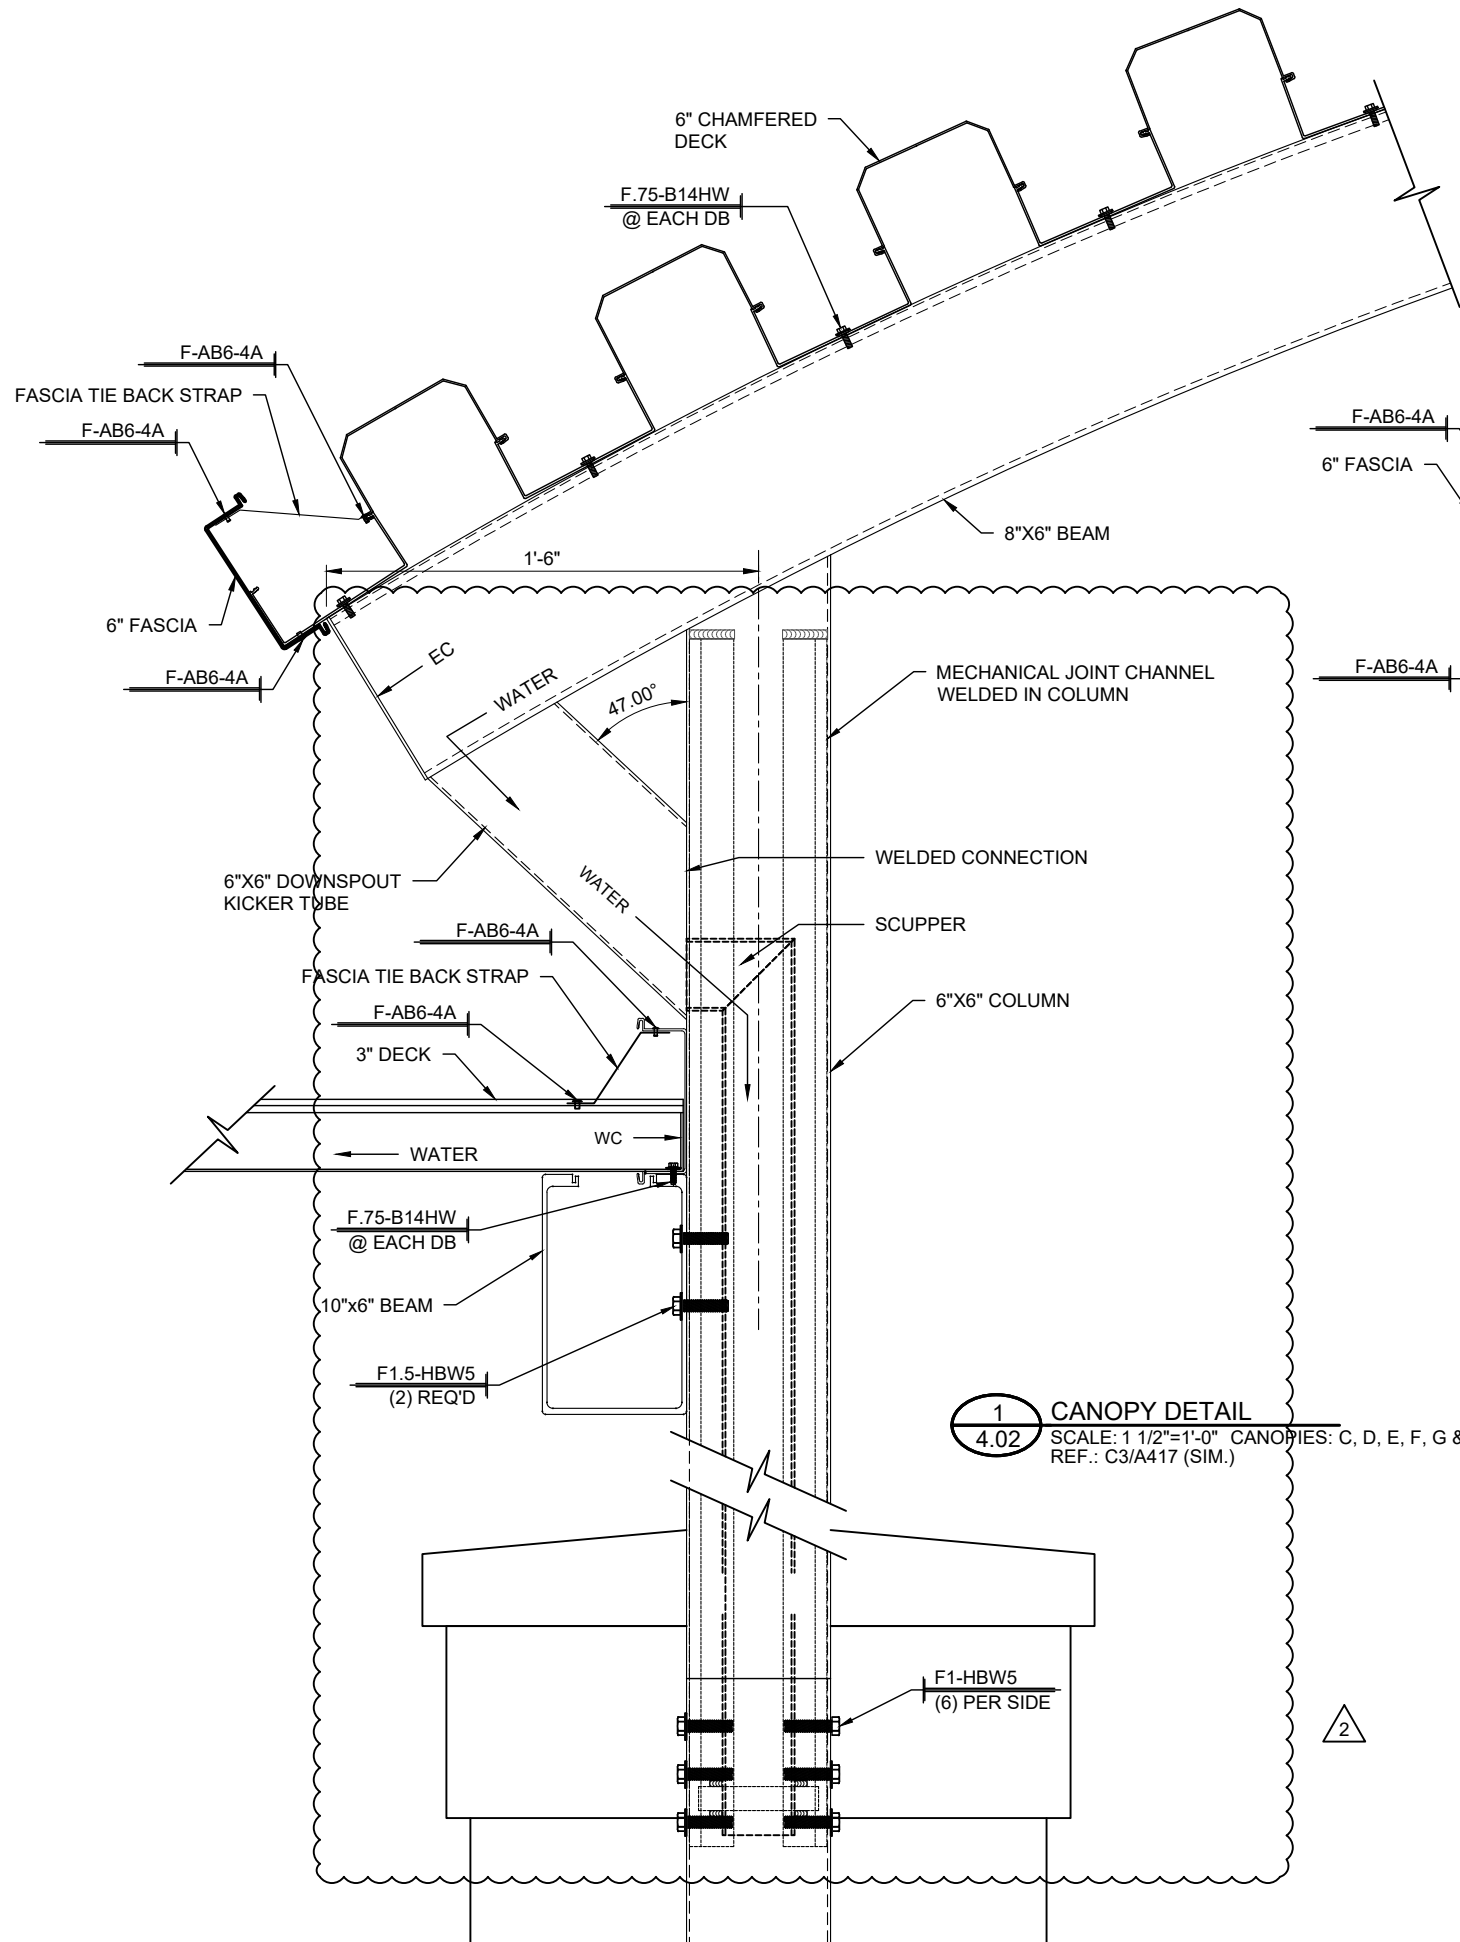 6" CHAMFERED
DECK
F.75-B14HW
@ EACH DB
F-AB6-4A
FASCIA TIE BACK STRAP
F-AB6-4A
F-AB6-4A
6" FASCIA
8"X6" BEAM
1'-6"
6" FASCIA
F-AB6-4A
EC
WATER
47.00°
MECHANICAL JOINT CHANNEL
WELDED IN COLUMN
F-AB6-4A
WELDED CONNECTION
WATER
6"X6" DOWNSPOUT
KICKER TUBE
SCUPPER
F-AB6-4A
FASCIA TIE BACK STRAP
6"X6" COLUMN
F-AB6-4A
3" DECK
WC
WATER
F.75-B14HW
@ EACH DB
10"x6" BEAM
F1.5-HBW5
(2) REQ'D
1
4.02
CANOPY DETAIL
SCALE: 1 1/2"=1'-0" CANOPIES: C, D, E, F, G &
REF.: C3/A417 (SIM.)
F1-HBW5
(6) PER SIDE
2